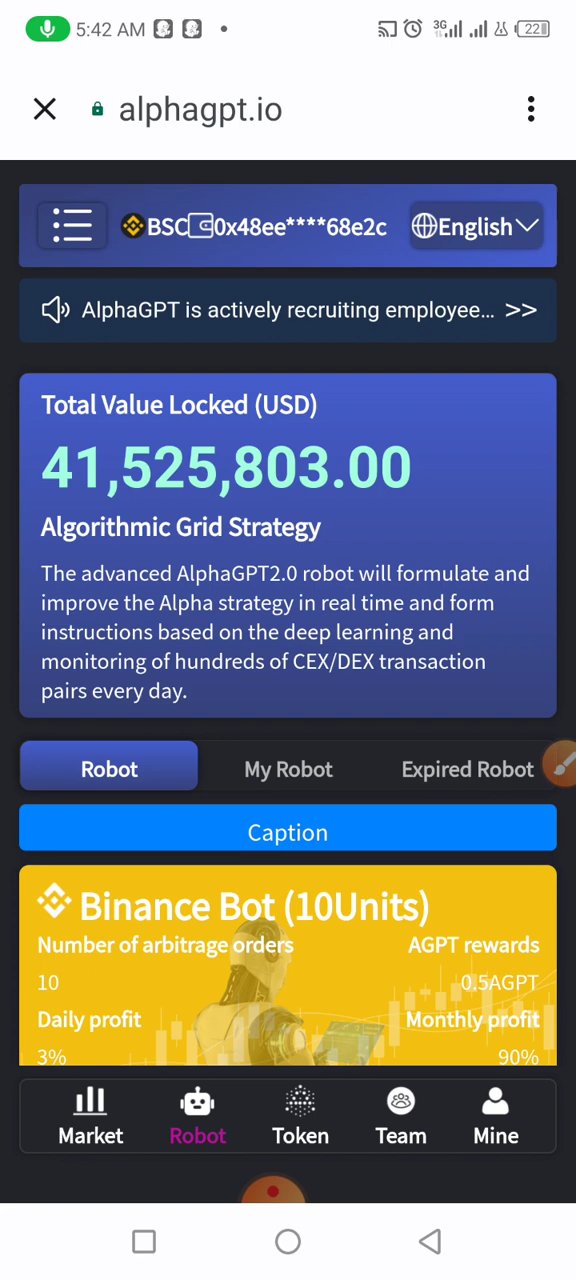 5:42 AM 3G 22
alphagpt.io
BSC 0x48ee****68e2c English
AlphaGPT is actively recruiting employee... >>
Total Value Locked (USD)
41,525,803.00
Algorithmic Grid Strategy
The advanced AlphaGPT2.0 robot will formulate and
improve the Alpha strategy in real time and form
instructions based on the deep learning and
monitoring of hundreds of CEX/DEX transaction
pairs every day.
Robot My Robot Expired Robot
Caption
Binance Bot (10Units)
Number of arbitrage orders AGPT rewards
10 0.5AGPT
Daily profit Monthly profit
3% 90%
Market Robot Token Team Mine